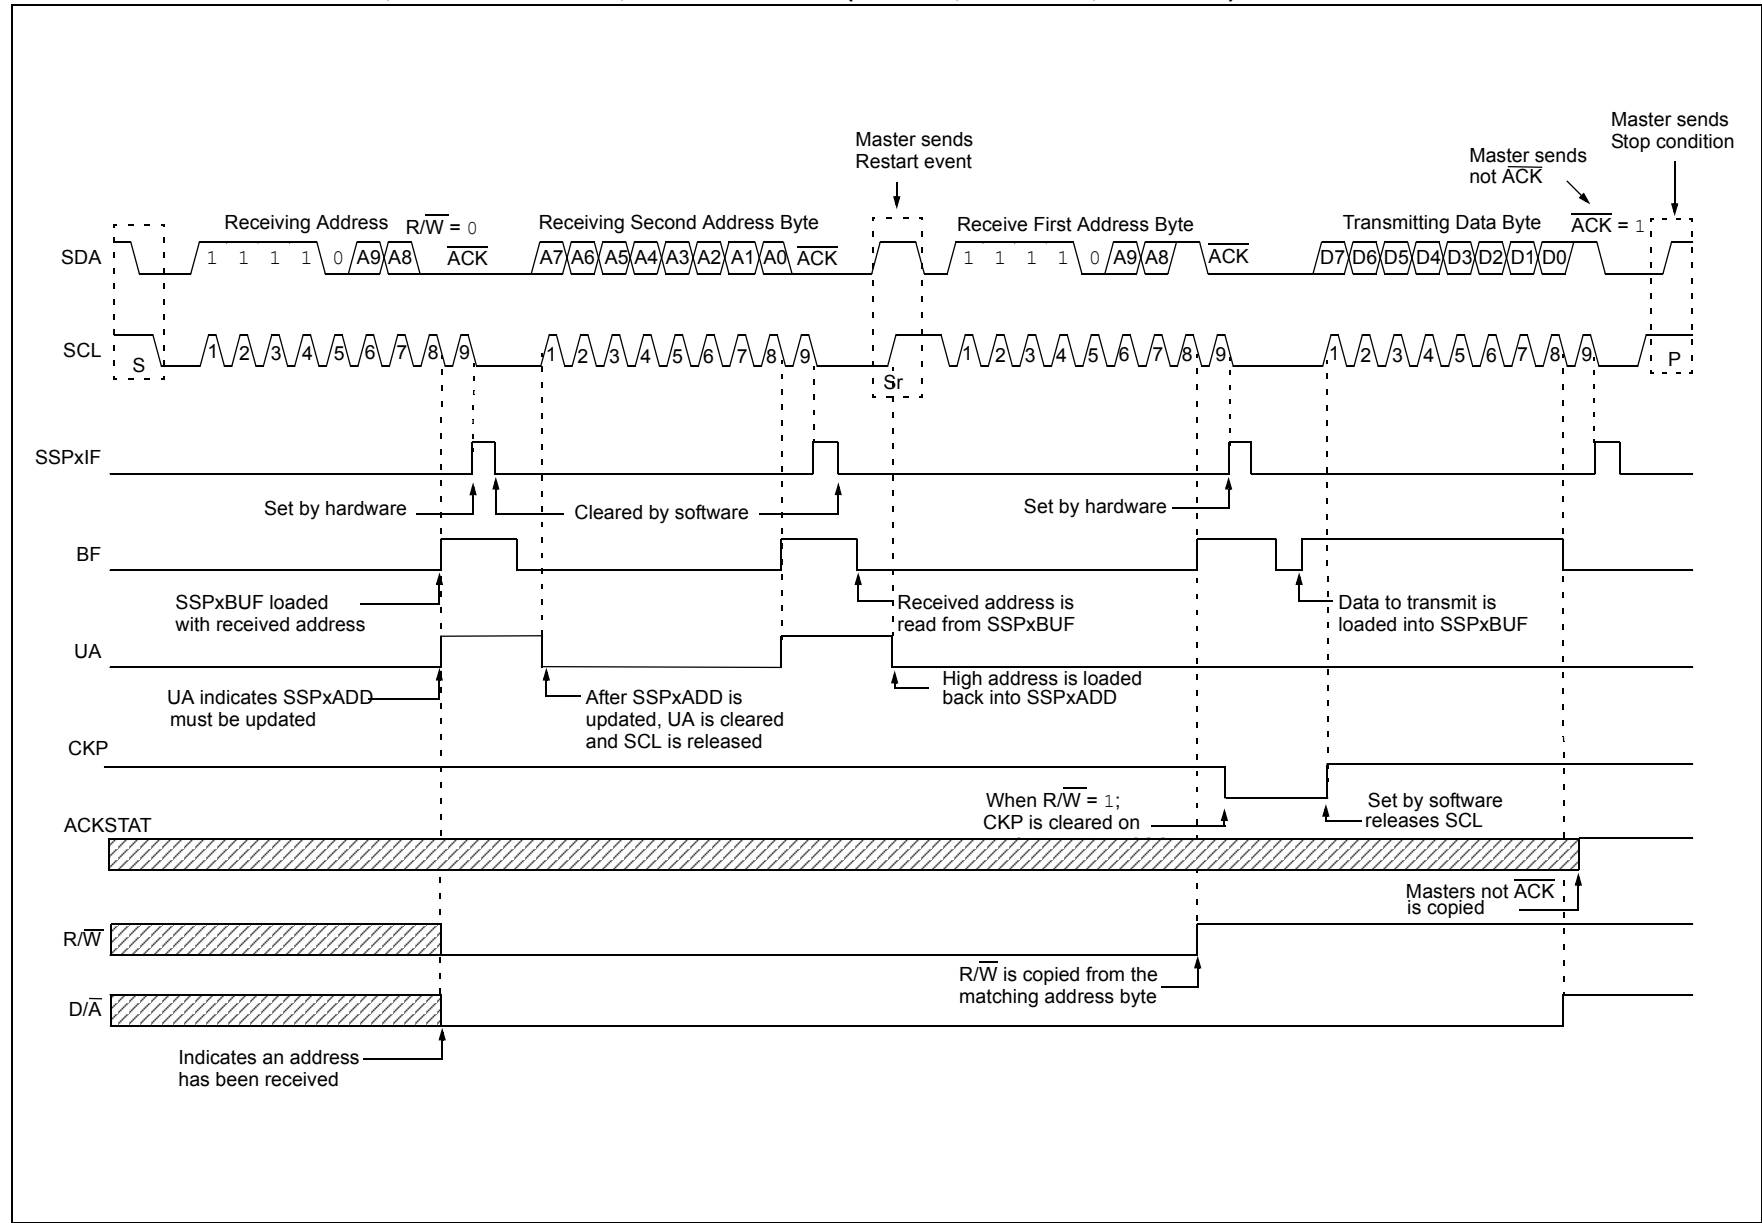 Master sends
Restart event
Master sends
not A̅C̅K̅
Master sends
Stop condition
Receiving Address
R/W̅ = 0
Receiving Second Address Byte
Receive First Address Byte
Transmitting Data Byte
A̅C̅K̅ = 1
SDA
1 1 1 1 0 A9 A8 A̅C̅K̅ A7 A6 A5 A4 A3 A2 A1 A0 A̅C̅K̅ 1 1 1 1 0 A9 A8 A̅C̅K̅ D7 D6 D5 D4 D3 D2 D1 D0
SCL
S 1 2 3 4 5 6 7 8 9 1 2 3 4 5 6 7 8 9 Sr 1 2 3 4 5 6 7 8 9 1 2 3 4 5 6 7 8 9 P
SSPxIF
Set by hardware
Cleared by software
Set by hardware
BF
SSPxBUF loaded
with received address
Received address is
read from SSPxBUF
Data to transmit is
loaded into SSPxBUF
UA
UA indicates SSPxADD
must be updated
After SSPxADD is
updated, UA is cleared
and SCL is released
High address is loaded
back into SSPxADD
CKP
When R/W̅ = 1;
CKP is cleared on
Set by software
releases SCL
ACKSTAT
Masters not A̅C̅K̅
is copied
R/W̅
R/W̅ is copied from the
matching address byte
D/A̅
Indicates an address
has been received